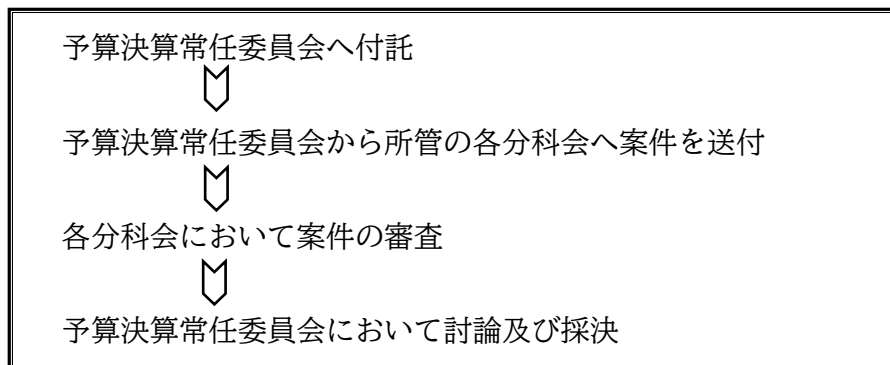 予算決算常任委員会へ付託
予算決算常任委員会から所管の各分科会へ案件を送付
各分科会において案件の審査
予算決算常任委員会において討論及び採決